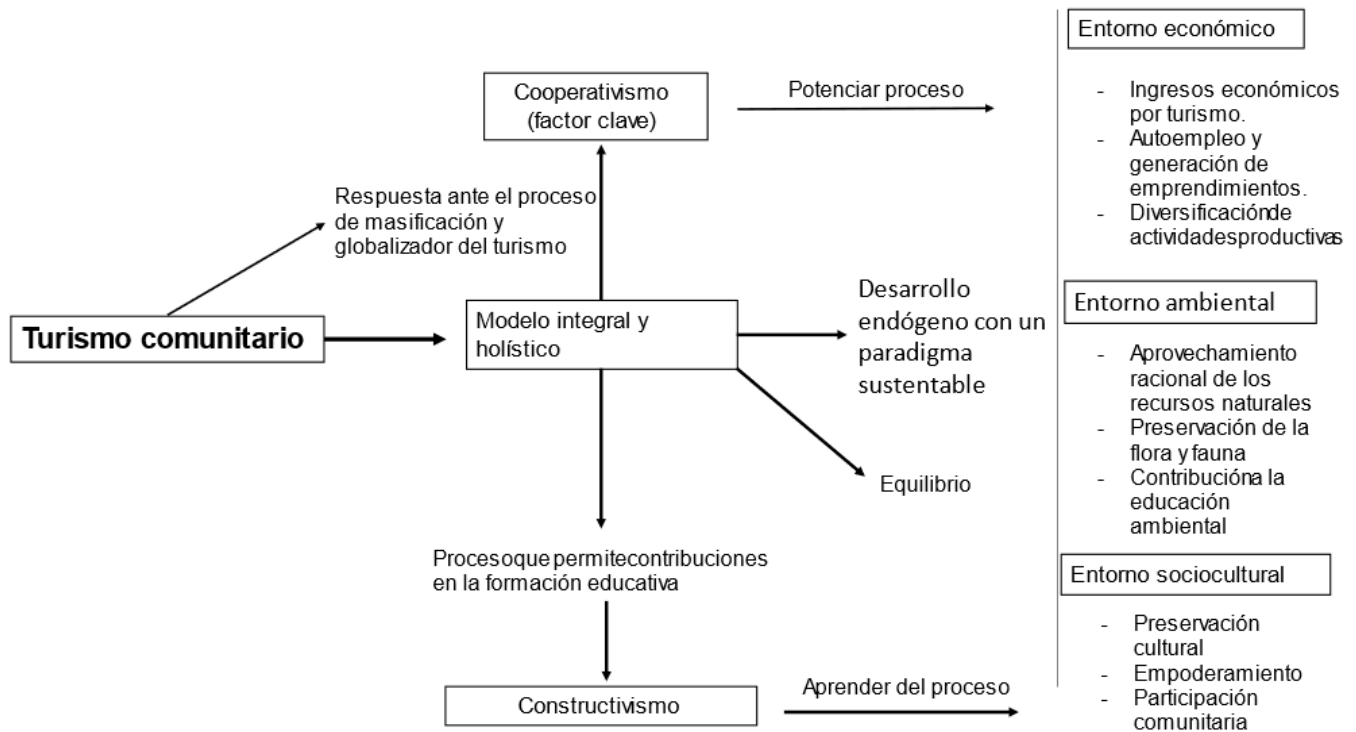 Cooperativismo
(factor clave)
Potenciar proceso
Respuesta ante el proceso
de masificación y
globalizador del turismo
Turismo comunitario
Modelo integral y
holístico
Desarrollo
endógeno con un
paradigma
sustentable
Equilibrio
Procesoque permitecontribuciones
en la formación educativa
Constructivismo
Aprender del proceso
Entorno económico
- Ingresos económicos
por turismo.
- Autoempleo y
generación de
emprendimientos.
- Diversificaciónde
actividadesproductivas
Entorno ambiental
- Aprovechamiento
racional de los
recursos naturales
- Preservación de la
flora y fauna
- Contribucióna la
educación
ambiental
Entorno sociocultural
- Preservación
cultural
- Empoderamiento
- Participación
comunitaria